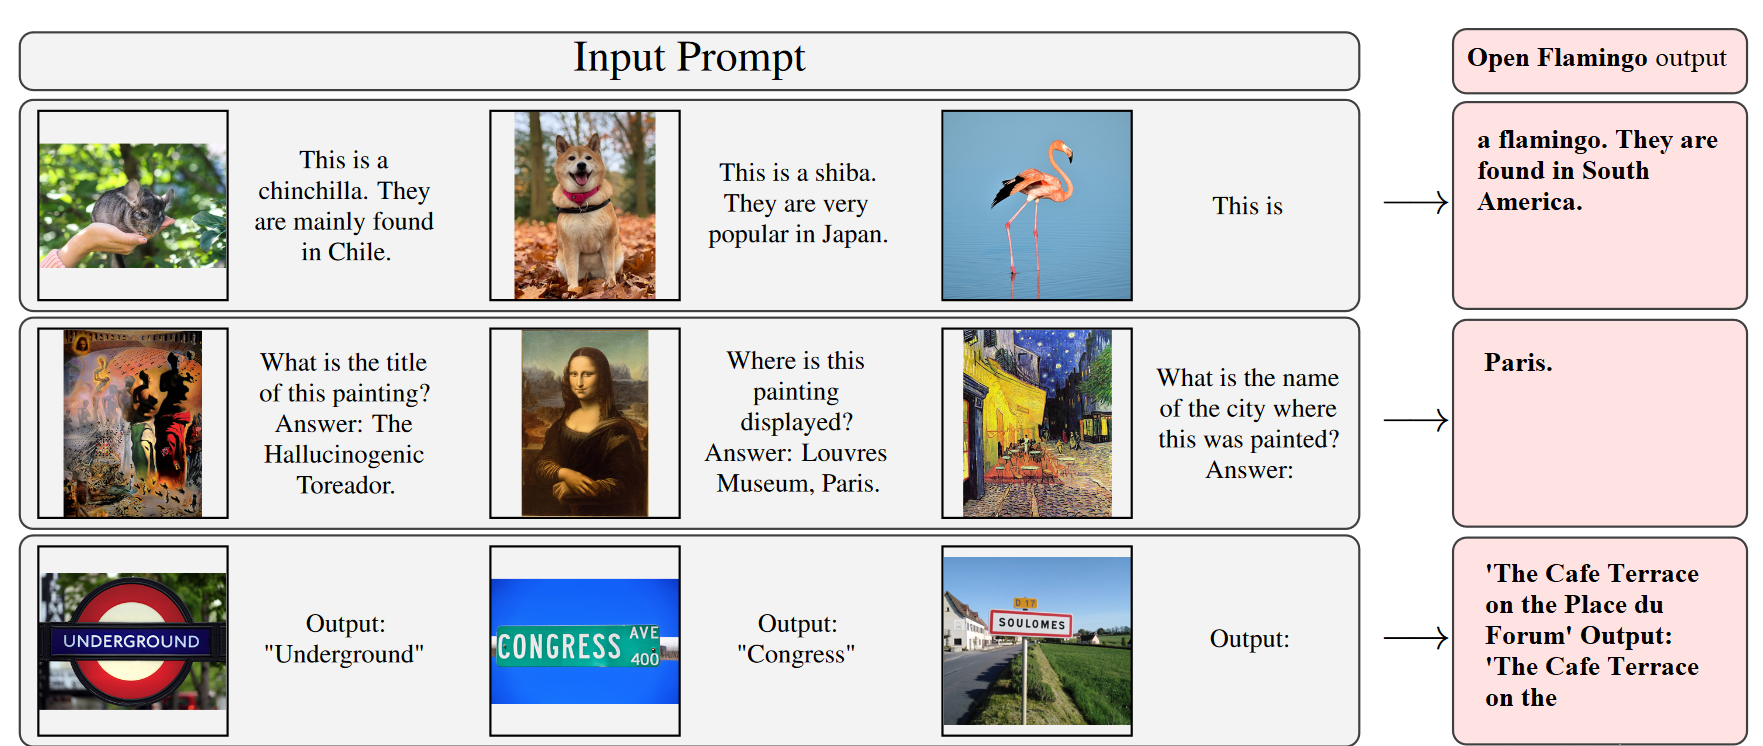 Input Prompt
Open Flamingo output
This is a
chinchilla. They
are mainly found
in Chile.
This is a shiba.
They are very
popular in Japan.
This is
a flamingo. They are
found in South
America.
What is the title
of this painting?
Answer: The
Hallucinogenic
Toreador.
Where is this
painting
displayed?
Answer: Louvres
Museum, Paris.
What is the name
of the city where
this was painted?
Answer:
Paris.
UNDERGROUND
Output:
"Underground"
CONGRESS AVE
400
Output:
"Congress"
D 17
SOULOMES
Output:
'The Cafe Terrace
on the Place du
Forum' Output:
'The Cafe Terrace
on the